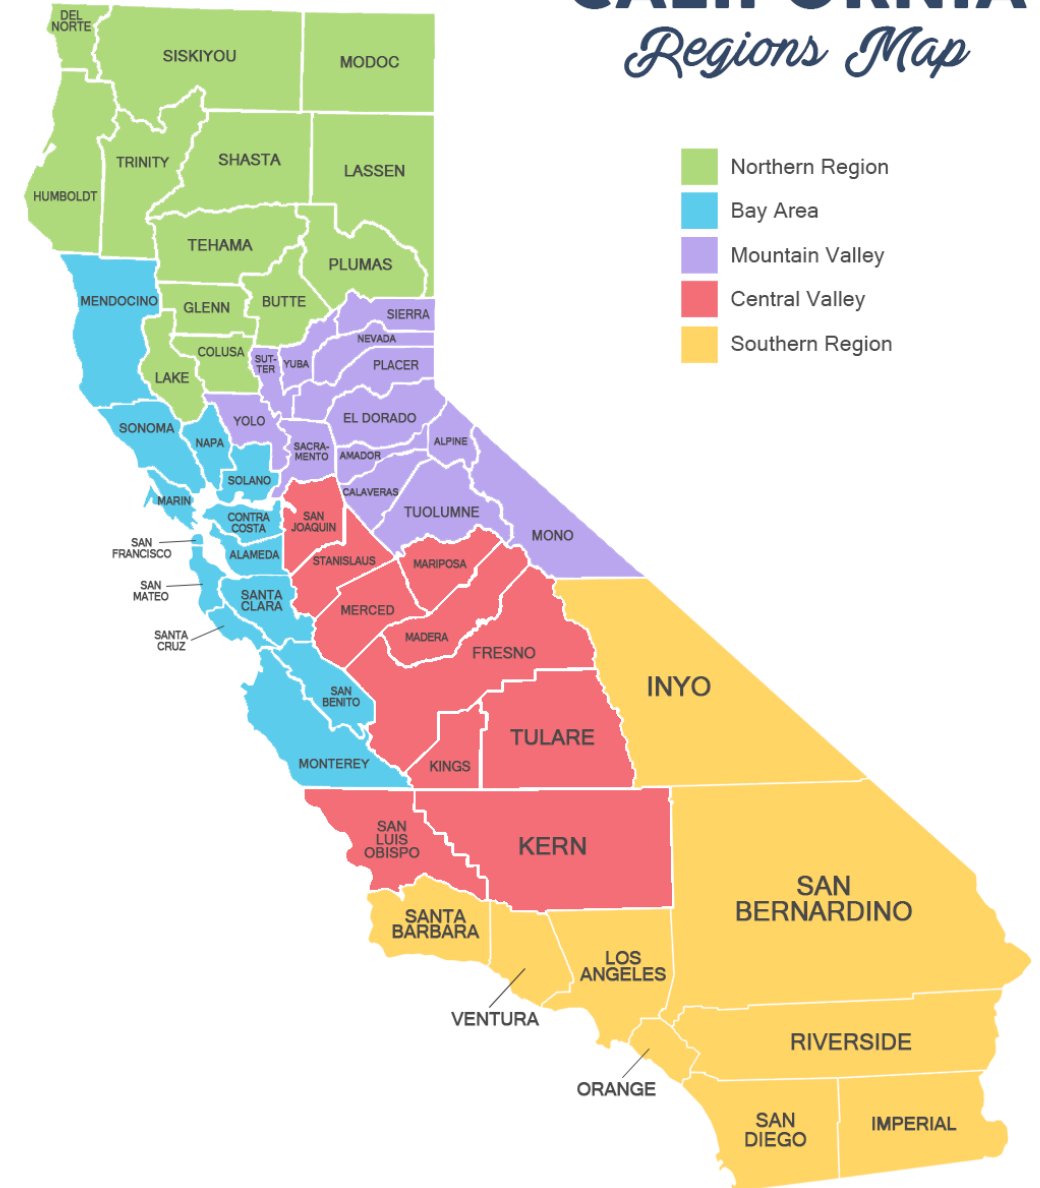 CALIFORNIA
Regions Map
Northern Region
Bay Area
Mountain Valley
Central Valley
Southern Region
DEL
NORTE
SISKIYOU
MODOC
HUMBOLDT
TRINITY
SHASTA
LASSEN
TEHAMA
PLUMAS
MENDOCINO
GLENN
BUTTE
SIERRA
NEVADA
COLUSA
LAKE
SUT-
TER
YUBA
PLACER
SONOMA
NAPA
YOLO
EL DORADO
SACRA-
MENTO
AMADOR
ALPINE
SOLANO
MARIN
CALAVERAS
TUOLUMNE
MONO
CONTRA
COSTA
SAN
JOAQUIN
SAN
FRANCISCO
ALAMEDA
STANISLAUS
MARIPOSA
SAN
MATEO
SANTA
CLARA
MERCED
SANTA
CRUZ
MADERA
FRESNO
SAN
BENITO
INYO
MONTEREY
KINGS
TULARE
SAN
LUIS
OBISPO
KERN
SANTA
BARBARA
SAN
BERNARDINO
VENTURA
LOS
ANGELES
RIVERSIDE
ORANGE
SAN
DIEGO
IMPERIAL